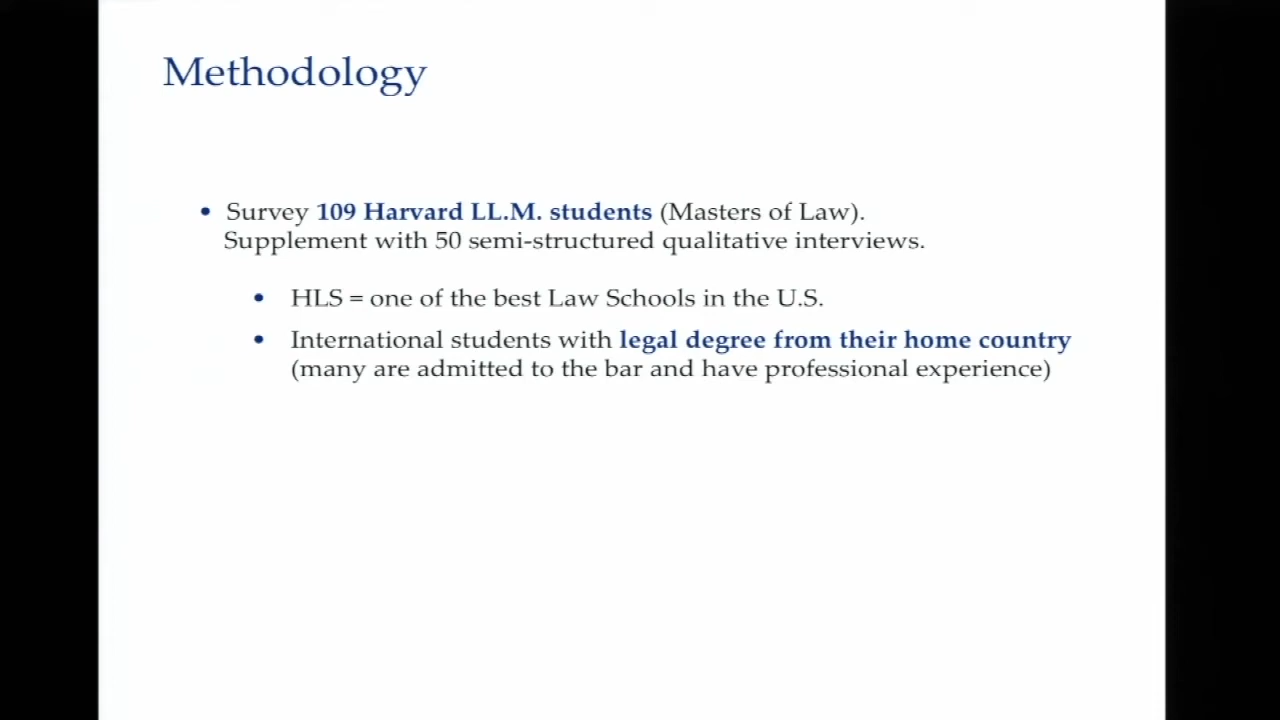 Methodology
• Survey 109 Harvard LL.M. students (Masters of Law).
Supplement with 50 semi-structured qualitative interviews.
• HLS = one of the best Law Schools in the U.S.
• International students with legal degree from their home country
(many are admitted to the bar and have professional experience)